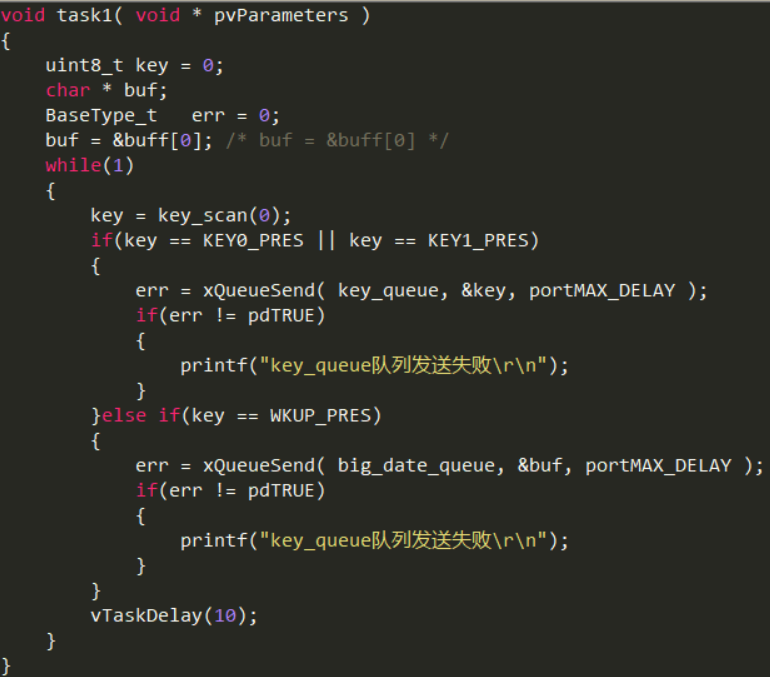 void task1( void * pvParameters )
{
    uint8_t key = 0;
    char * buf;
    BaseType_t   err = 0;
    buf = &buff[0]; /* buf = &buff[0] */
    while(1)
    {
        key = key_scan(0);
        if(key == KEY0_PRES || key == KEY1_PRES)
        {
            err = xQueueSend( key_queue, &key, portMAX_DELAY );
            if(err != pdTRUE)
            {
                printf("key_queue队列发送失败\r\n");
            }
        }else if(key == WKUP_PRES)
        {
            err = xQueueSend( big_date_queue, &buf, portMAX_DELAY );
            if(err != pdTRUE)
            {
                printf("key_queue队列发送失败\r\n");
            }
        }
        vTaskDelay(10);
    }
}